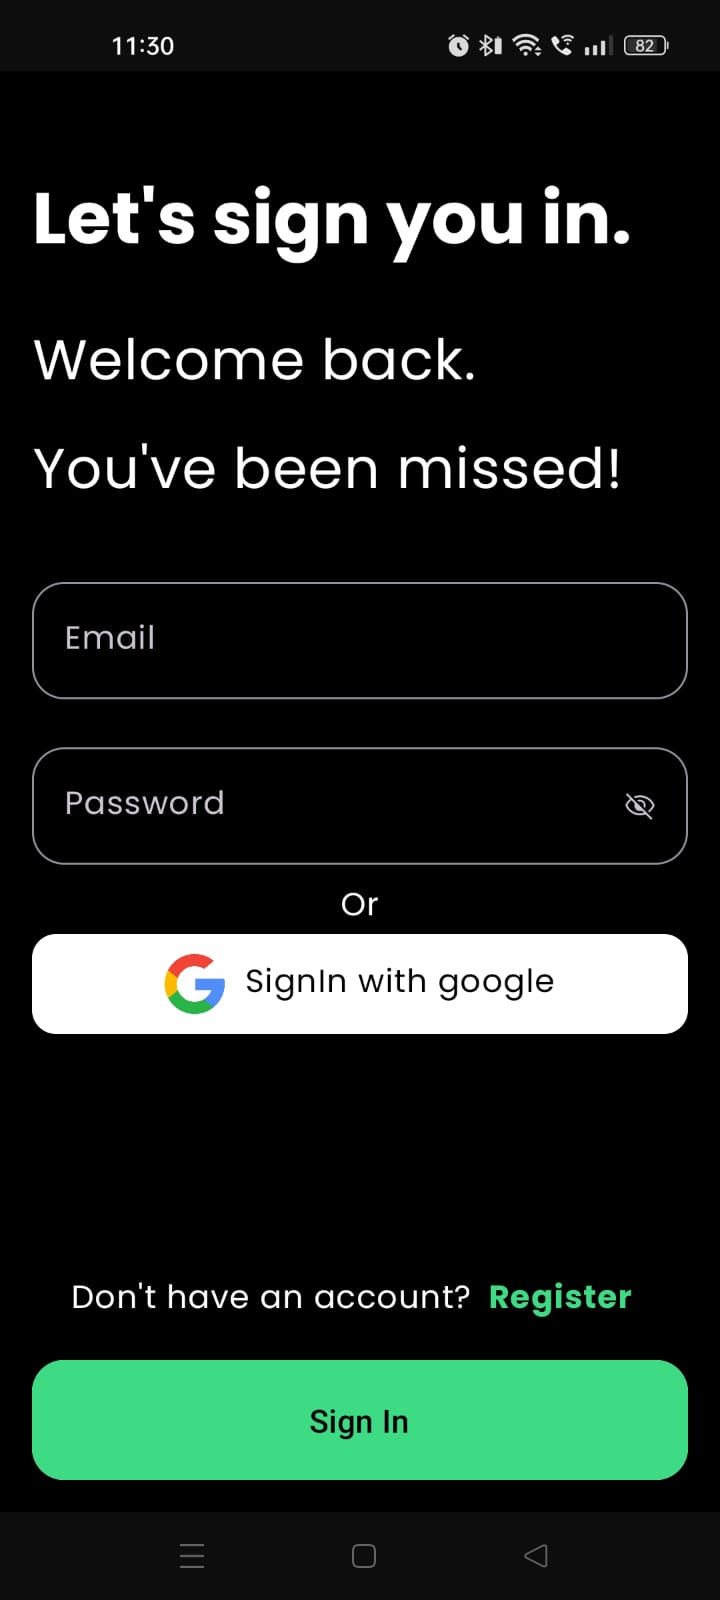 11:30 82
Let's sign you in.
Welcome back.
You've been missed!
Email
Password
Or
SignIn with google
Don't have an account? Register
Sign In